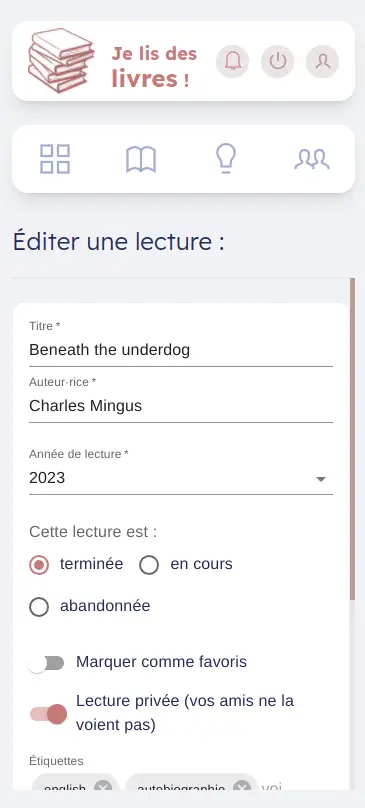 Je lis des
livres !
Éditer une lecture :
Titre *
Beneath the underdog
Auteur·rice *
Charles Mingus
Année de lecture *
2023
Cette lecture est :
terminée en cours
abandonnée
Marquer comme favoris
Lecture privée (vos amis ne la
voient pas)
Étiquettes
english autobiographie voi